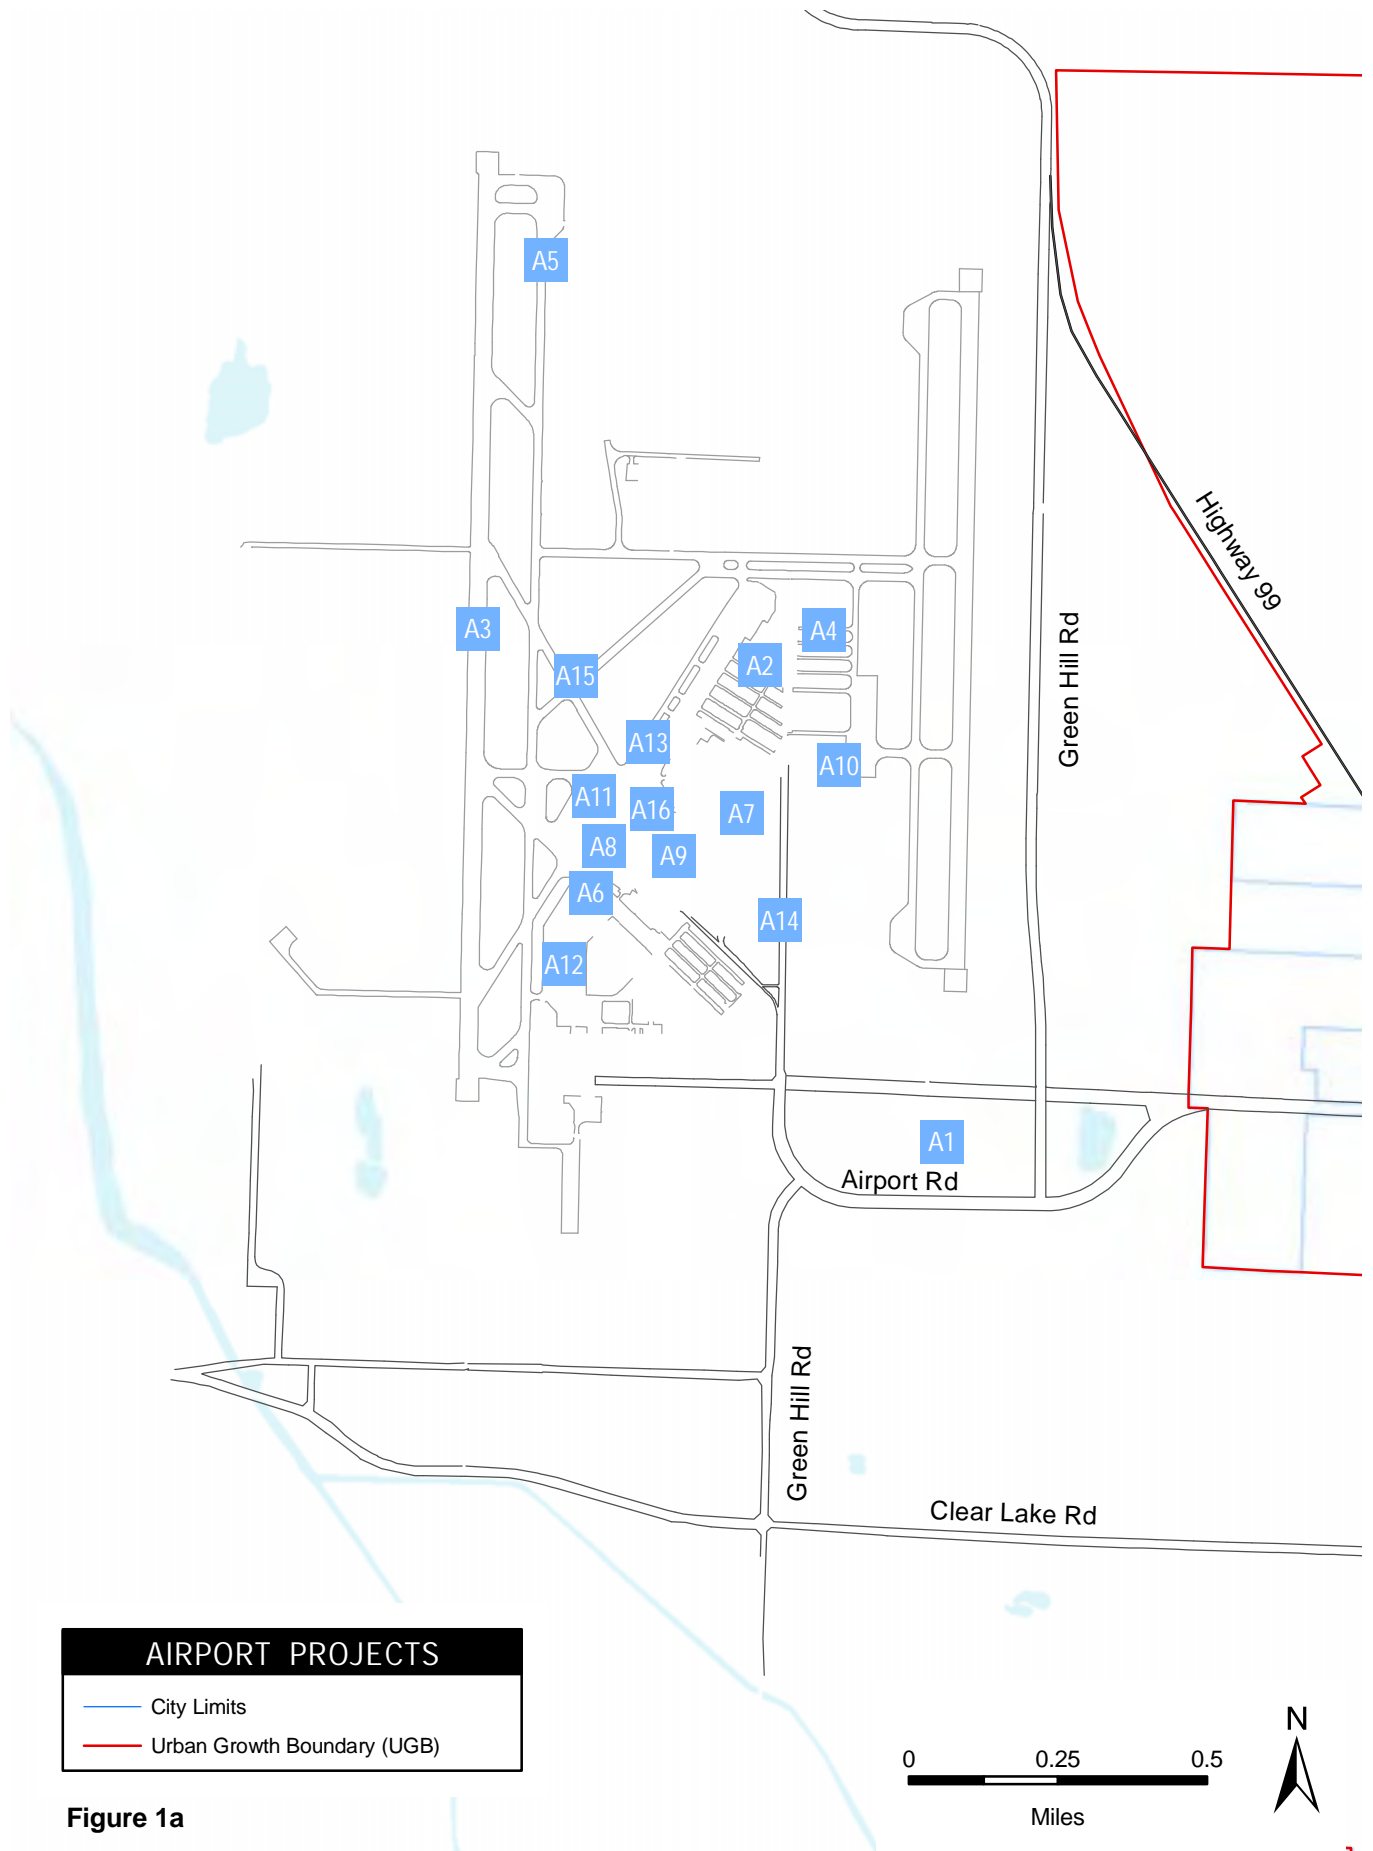 A5
Highway 99
A3
A4
Green Hill Rd
A2
A15
A13
A10
A11
A16
A7
A8
A9
A6
A14
A12
A1
Airport Rd
Green Hill Rd
Clear Lake Rd
AIRPORT PROJECTS
City Limits
Urban Growth Boundary (UGB)
N
0 0.25 0.5
Miles
Figure 1a